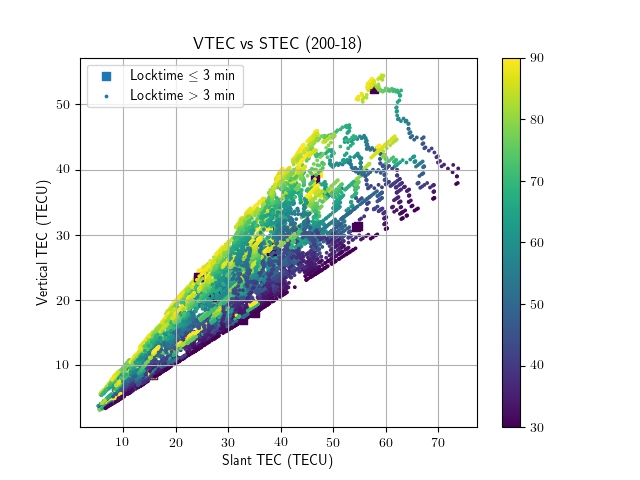 VTEC vs STEC (200-18)
Locktime ≤ 3 min
Locktime > 3 min
Vertical TEC (TECU)
50
40
30
20
10
10 20 30 40 50 60 70
Slant TEC (TECU)
90
80
70
60
50
40
30